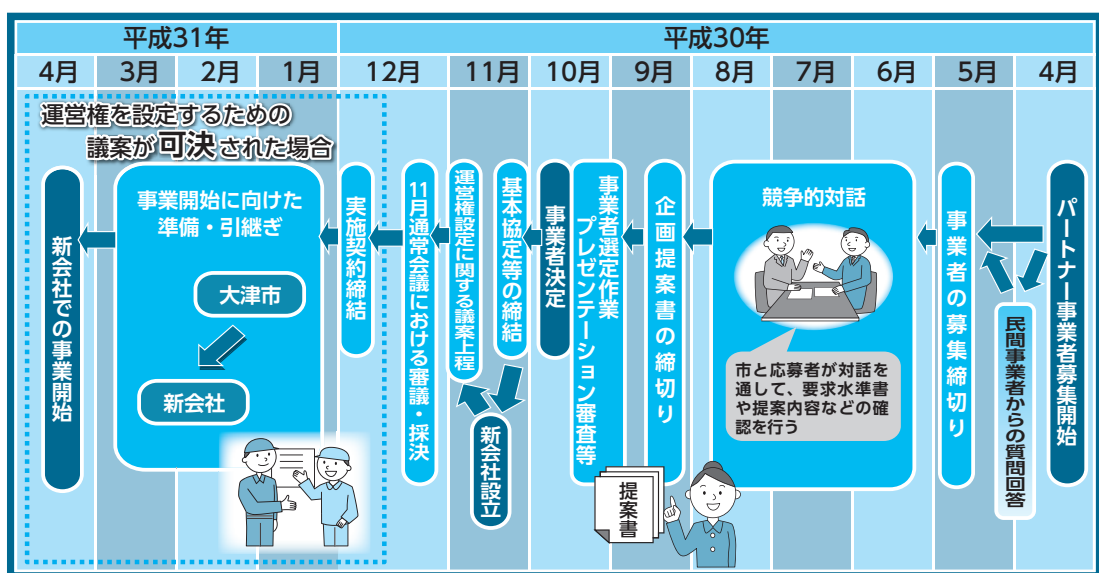 平成30年
平成31年
4月
5月
6月
7月
8月
9月
10月
11月
12月
1月
2月
3月
4月
パートナー事業者募集開始
民間事業者からの質問回答
事業者の募集締切り
競争的対話
市と応募者が対話を
通して、要求水準書
や提案内容などの確
認を行う
企画提案書の締切り
提案書
事業者選定作業
プレゼンテーション審査等
事業者決定
基本協定等の締結
新会社設立
運営権設定に関する議案上程
11月通常会議における審議・採決
運営権を設定するための
議案が可決された場合
実施契約締結
事業開始に向けた
準備・引継ぎ
大津市
新会社
新会社での事業開始